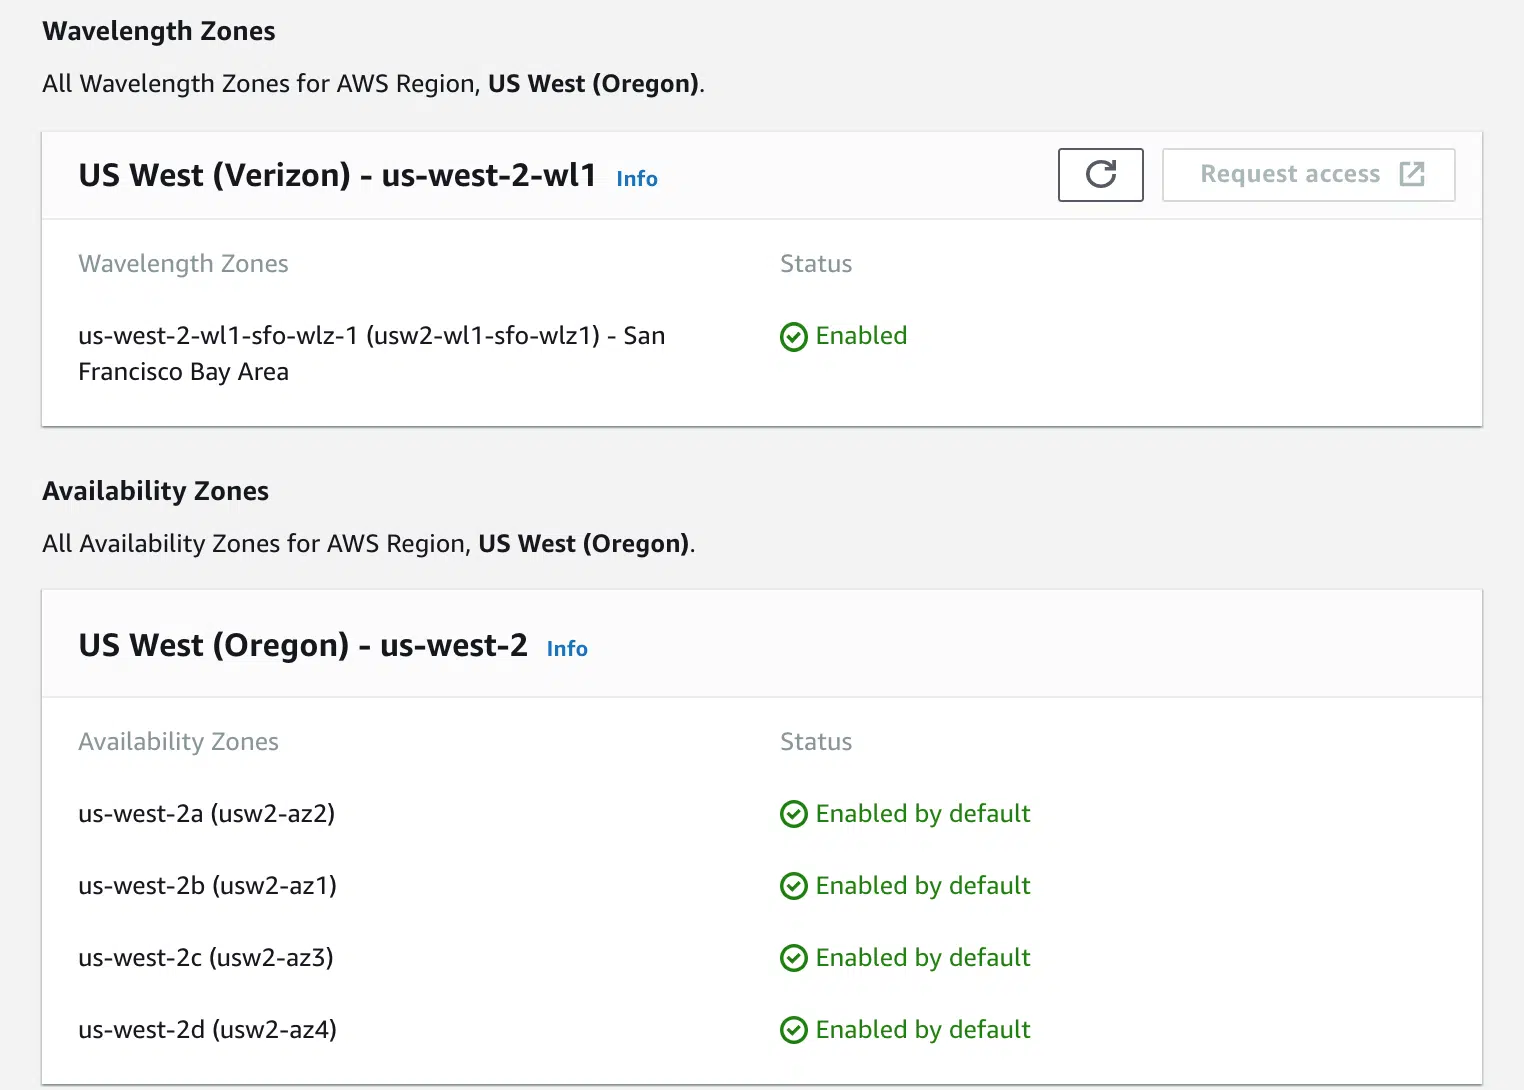 Wavelength Zones
All Wavelength Zones for AWS Region, US West (Oregon).
US West (Verizon) - us-west-2-wl1 Info
Request access
Wavelength Zones Status
us-west-2-wl1-sfo-wlz-1 (usw2-wl1-sfo-wlz1) - San Enabled
Francisco Bay Area
Availability Zones
All Availability Zones for AWS Region, US West (Oregon).
US West (Oregon) - us-west-2 Info
Availability Zones Status
us-west-2a (usw2-az2) Enabled by default
us-west-2b (usw2-az1) Enabled by default
us-west-2c (usw2-az3) Enabled by default
us-west-2d (usw2-az4) Enabled by default